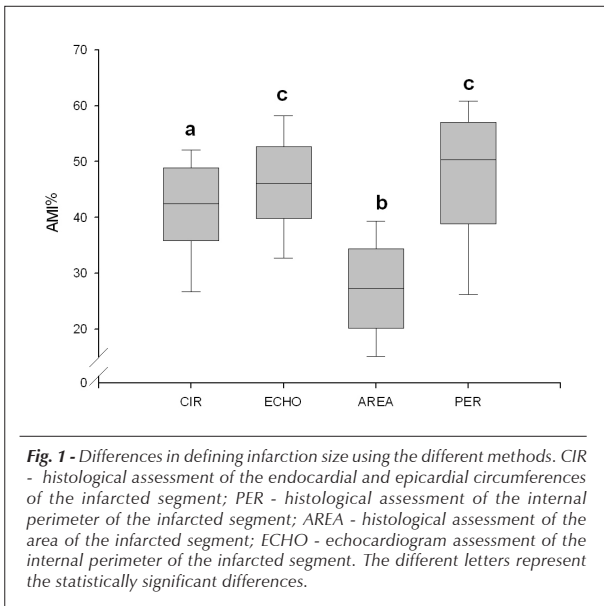 70
60
50
40
30
20
0
AMI%
a
c
b
c
CIR ECHO AREA PER
Fig. 1 - Differences in defining infarction size using the different methods. CIR
- histological assessment of the endocardial and epicardial circumferences
of the infarcted segment; PER - histological assessment of the internal
perimeter of the infarcted segment; AREA - histological assessment of the
area of the infarcted segment; ECHO - echocardiogram assessment of the
internal perimeter of the infarcted segment. The different letters represent
the statistically significant differences.